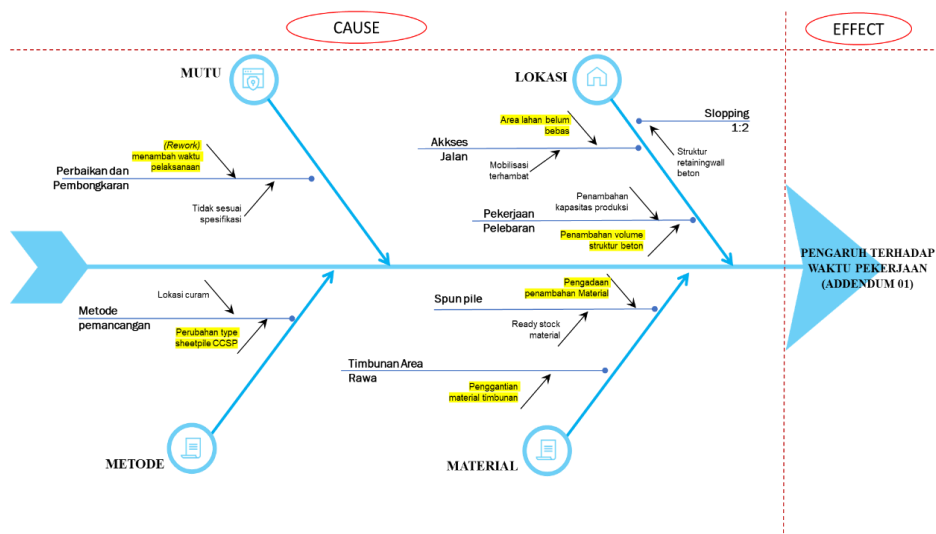 CAUSE
EFFECT
MUTU
LOKASI
Slopping
1:2
Area lahan belum
bebas
Akkses
Jalan
Struktur
retainingwall
beton
Mobilisasi
terhambat
(Rework)
menambah waktu
pelaksanaan
Perbaikan dan
Pembongkaran
Tidak sesuai
spesifikasi
Penambahan
kapasitas produksi
Pekerjaan
Pelebaran
Penambahan volume
struktur beton
PENGARUH TERHADAP
WAKTU PEKERJAAN
(ADDENDUM 01)
Lokasi curam
Metode
pemancangan
Perubahan type
sheetpile CCSP
Pengadaan
penambahan Material
Spun pile
Ready stock
material
Timbunan Area
Rawa
Penggantian
material timbunan
METODE
MATERIAL